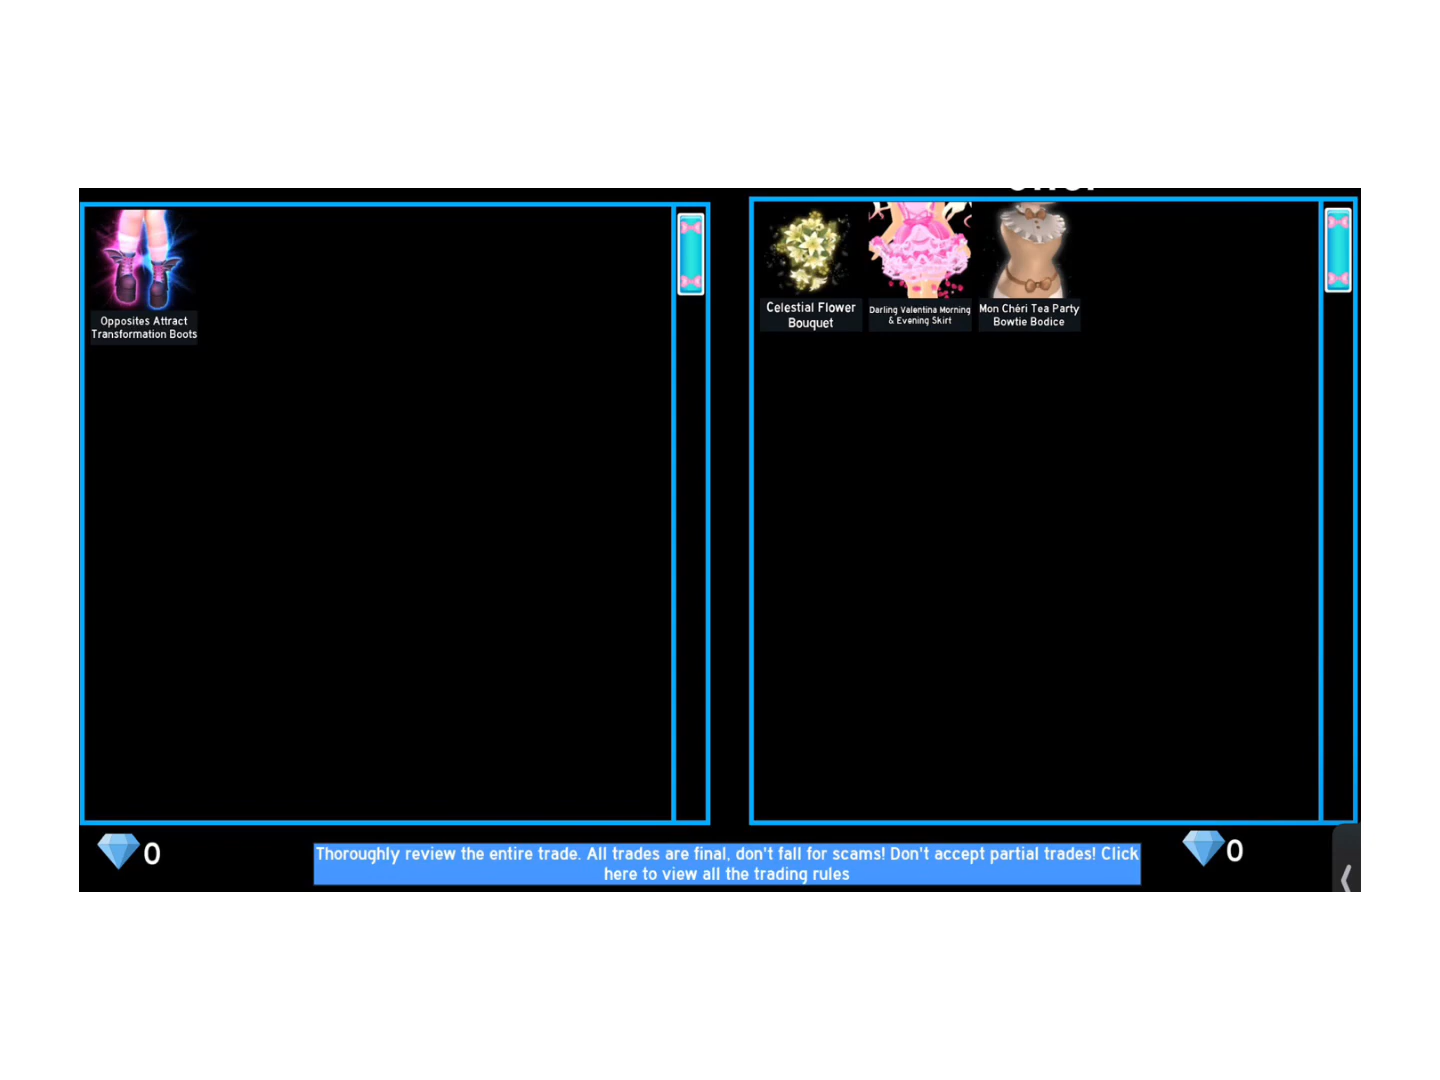 Opposites Attract
Transformation Boots
Celestial Flower
Bouquet
Darling Valentina Morning
& Evening Skirt
Mon Chéri Tea Party
Bowtie Bodice
0
0
Thoroughly review the entire trade. All trades are final, don't fall for scams! Don't accept partial trades! Click
here to view all the trading rules